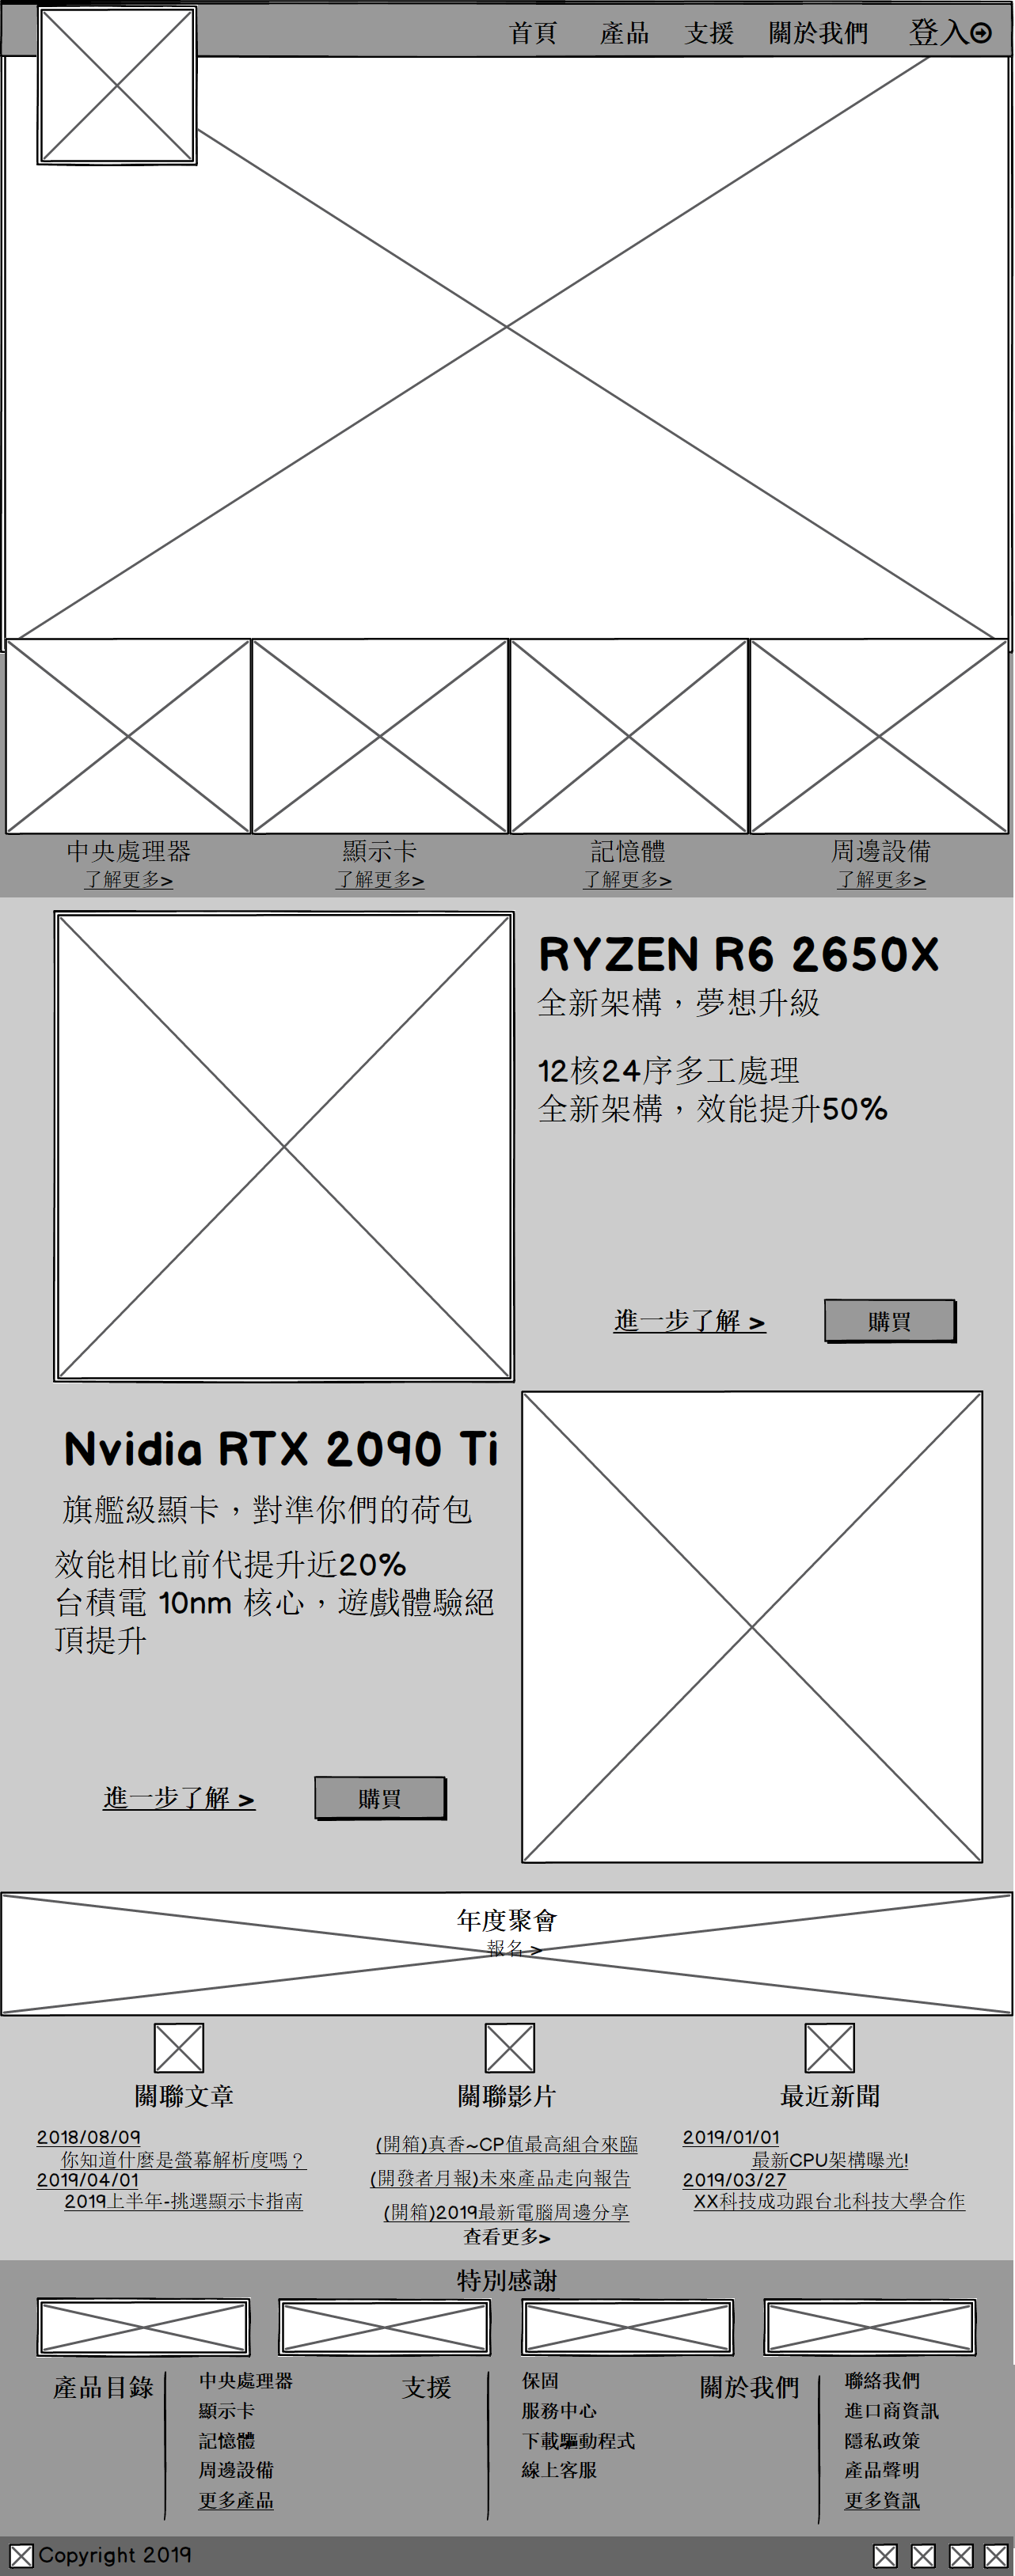 首頁 產品 支援 關於我們 登入
中央處理器 顯示卡 記憶體 周邊設備
了解更多> 了解更多> 了解更多> 了解更多>
RYZEN R6 2650X
全新架構，夢想升級
12核24序多工處理
全新架構，效能提升50%
進一步了解 > 購買
Nvidia RTX 2090 Ti
旗艦級顯卡，對準你們的荷包
效能相比前代提升近20%
台積電 10nm 核心，遊戲體驗絕
頂提升
進一步了解 > 購買
年度聚會
報名 >
關聯文章
2018/08/09
你知道什麼是螢幕解析度嗎？
2019/04/01
2019上半年-挑選顯示卡指南
關聯影片
(開箱)真香~CP值最高組合來臨
(開發者月報)未來產品走向報告
(開箱)2019最新電腦周邊分享
查看更多>
最近新聞
2019/01/01
最新CPU架構曝光!
2019/03/27
XX科技成功跟台北科技大學合作
特別感謝
產品目錄
中央處理器
顯示卡
記憶體
周邊設備
更多產品
支援
保固
服務中心
下載驅動程式
線上客服
關於我們
聯絡我們
進口商資訊
隱私政策
產品聲明
更多資訊
Copyright 2019